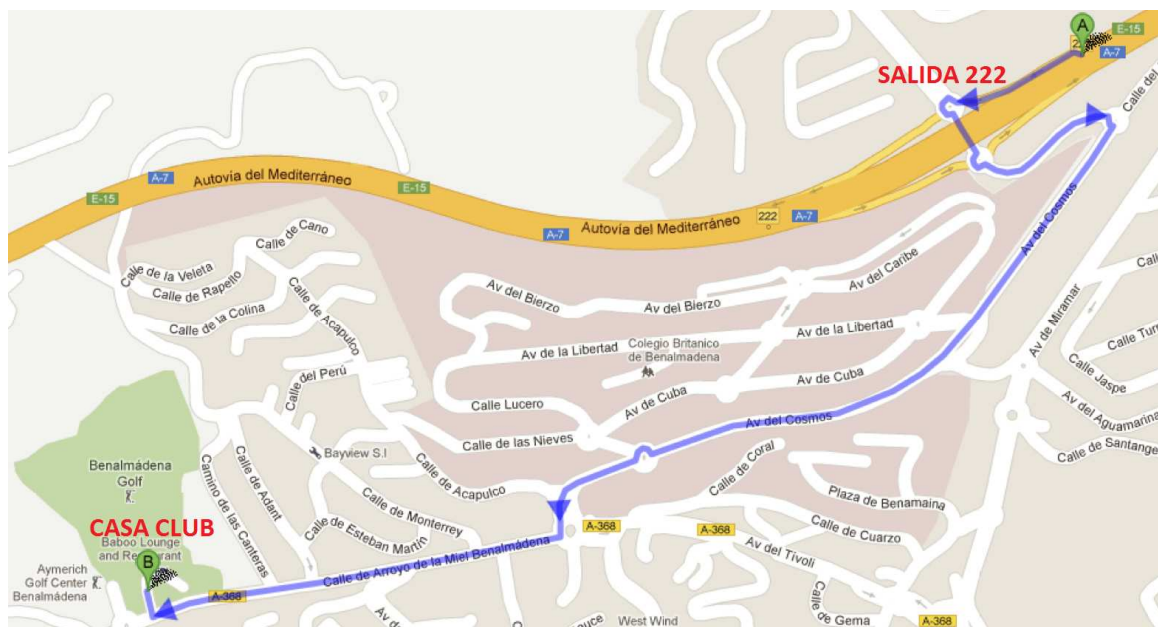 A
E-15
A-7
SALIDA 222
Calle del
Autovia del Mediterráneo
A-7
E-15
E-15
222
A-7
Autovia del Mediterráneo
A-7
Calle de Cano
Calle de la Veleta
Calle de Rapello
Calle de la Colina
Calle de Acapulco
Av del Bierzo
Av del Bierzo
Av del Caribe
Av del Cosmos
Av de Miramar
Av de la Libertad
Av de la Libertad
Colegio Britanico
de Benalmadena
Calle del Perú
Calle Lucero
Av de Cuba
Av de Cuba
Calle Jaspe
Av del Aguamarina
Calle de Santange
Calle de las Nieves
Av del Cosmos
Bayview S.I
Calle de Acapulco
Calle de Coral
Plaza de Benamaina
Benalmádena
Golf
Camino de las Canteras
Calle de Adant
Calle de Monterrey
Calle de Esteban Martín
A-368
A-368
Calle de Cuarzo
CASA CLUB
Baboo Lounge
B
Aymerich
Golf Center
Benalmádena
Calle de Arroyo de la Miel Benalmádena
A-368
Av del Tivoli
Calle de Gema
West Wind
A-368